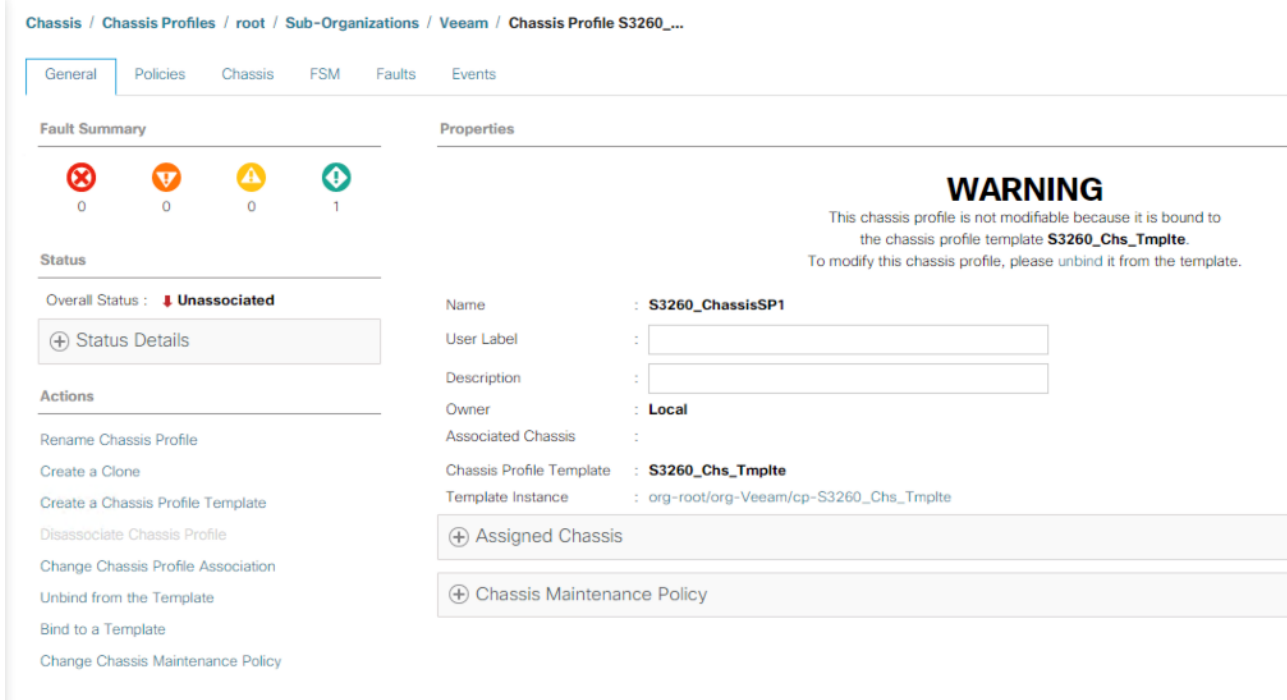 Chassis / Chassis Profiles / root / Sub-Organizations / Veeam / Chassis Profile S3260_...
General Policies Chassis FSM Faults Events
Fault Summary
0 0 0 1
Status
Overall Status : Unassociated
Status Details
Actions
Rename Chassis Profile
Create a Clone
Create a Chassis Profile Template
Disassociate Chassis Profile
Change Chassis Profile Association
Unbind from the Template
Bind to a Template
Change Chassis Maintenance Policy
Properties
WARNING
This chassis profile is not modifiable because it is bound to
the chassis profile template S3260_Chs_Tmplte.
To modify this chassis profile, please unbind it from the template.
Name : S3260_ChassisSP1
User Label :
Description :
Owner : Local
Associated Chassis :
Chassis Profile Template : S3260_Chs_Tmplte
Template Instance : org-root/org-Veeam/cp-S3260_Chs_Tmplte
Assigned Chassis
Chassis Maintenance Policy